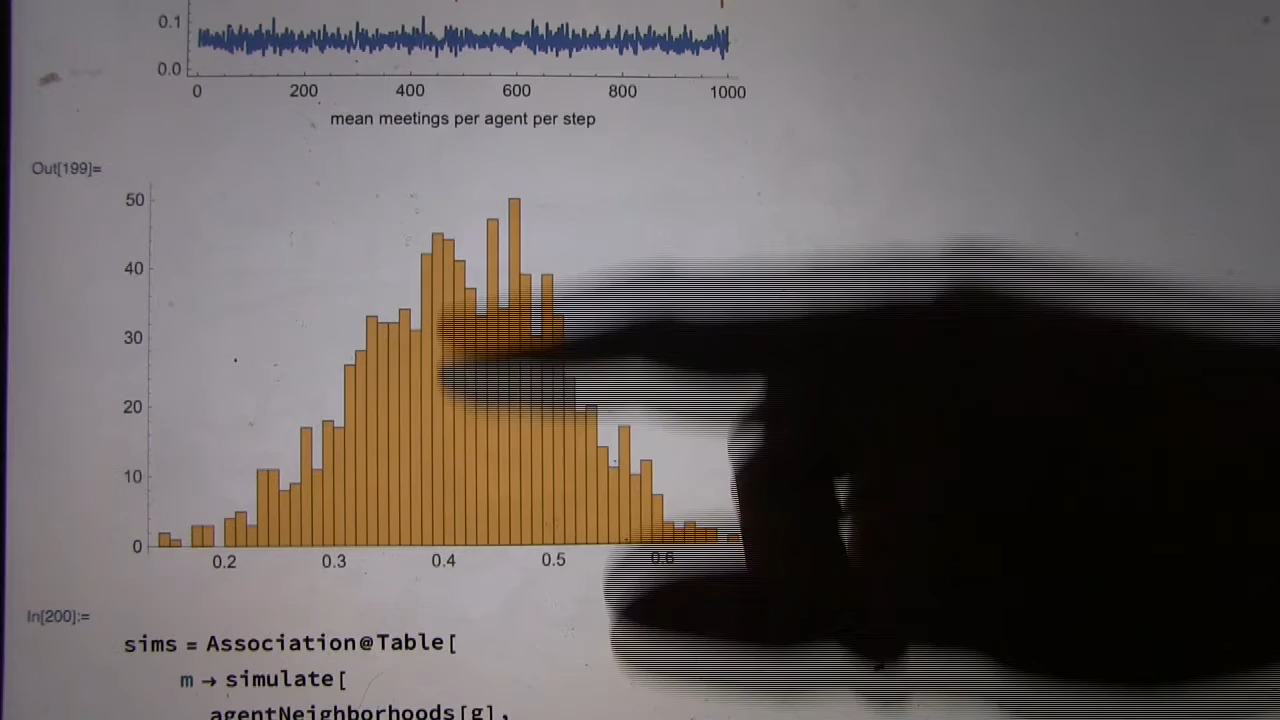 0.1
0.0
0 200 400 600 800 1000
mean meetings per agent per step
Out[199]=
50
40
30
20
10
0
0.2 0.3 0.4 0.5 0.6
In[200]:=
sims = Association@Table[
m → simulate[
agentNeighborhoods[g],